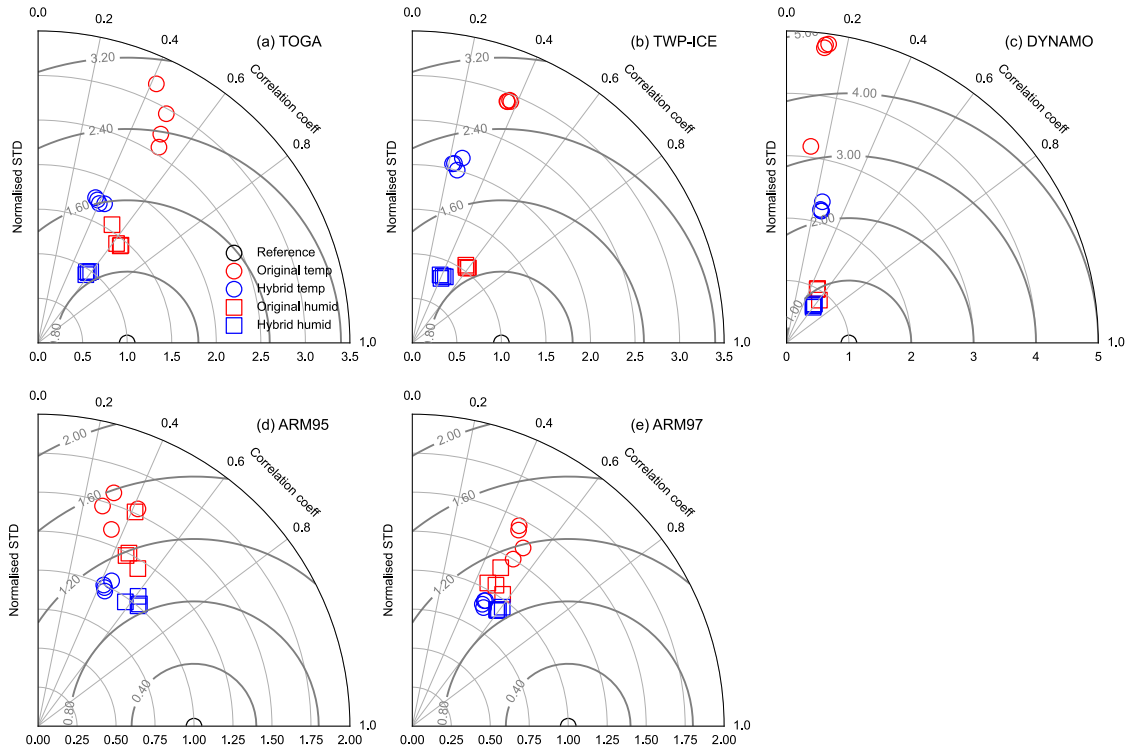 0.0
0.2
0.4
0.6
0.8
1.0
(a) TOGA
Correlation coeff
Normalised STD
3.20
2.40
1.60
0.80
Reference
Original temp
Hybrid temp
Original humid
Hybrid humid
0.0 0.5 1.0 1.5 2.0 2.5 3.0 3.5
0.0
0.2
0.4
0.6
0.8
1.0
(b) TWP-ICE
Correlation coeff
Normalised STD
3.20
2.40
1.60
0.80
0.0 0.5 1.0 1.5 2.0 2.5 3.0 3.5
0.0
0.2
0.4
0.6
0.8
1.0
(c) DYNAMO
Correlation coeff
Normalised STD
5.00
4.00
3.00
2.00
1.00
0 1 2 3 4 5
0.0
0.2
0.4
0.6
0.8
1.0
(d) ARM95
Correlation coeff
Normalised STD
2.00
1.60
1.20
0.80
0.40
0.00 0.25 0.50 0.75 1.00 1.25 1.50 1.75 2.00
0.0
0.2
0.4
0.6
0.8
1.0
(e) ARM97
Correlation coeff
Normalised STD
2.00
1.60
1.20
0.80
0.40
0.00 0.25 0.50 0.75 1.00 1.25 1.50 1.75 2.00